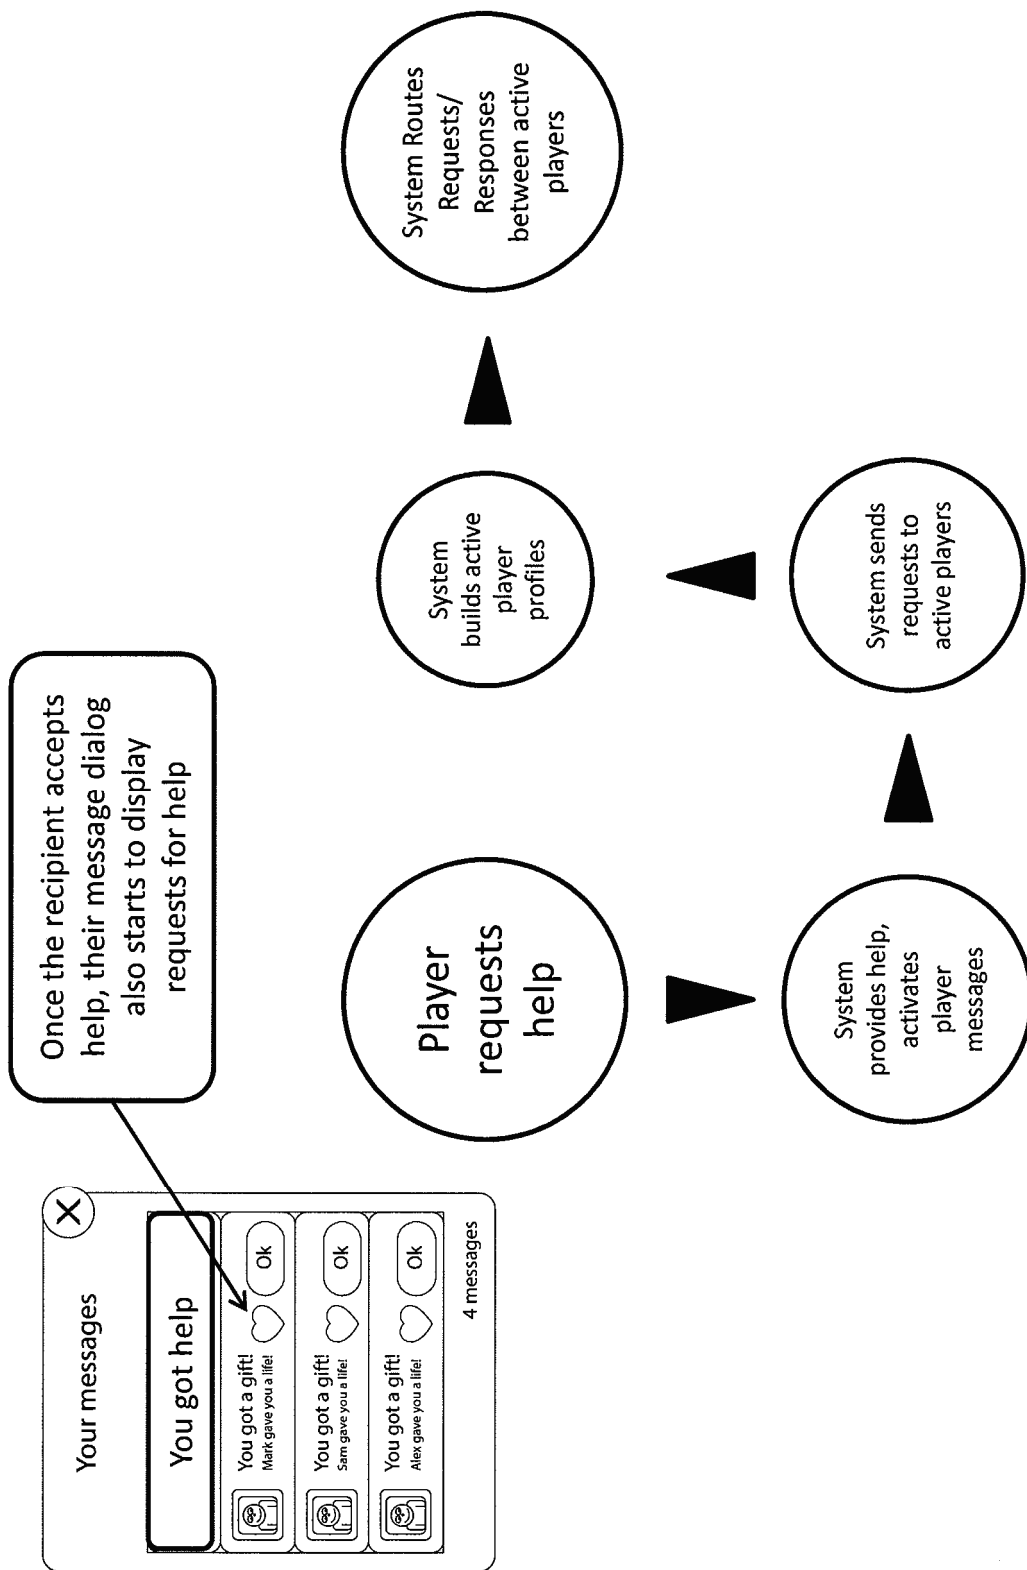 Your messages
You got help
You got a gift!
Mark gave you a life!
Ok
You got a gift!
Sam gave you a life!
Ok
You got a gift!
Alex gave you a life!
Ok
4 messages
X
Once the recipient accepts
help, their message dialog
also starts to display
requests for help
Player
requests
help
System
provides help,
activates
player
messages
System sends
requests to
active players
System
builds active
player
profiles
System Routes
Requests/
Responses
between active
players